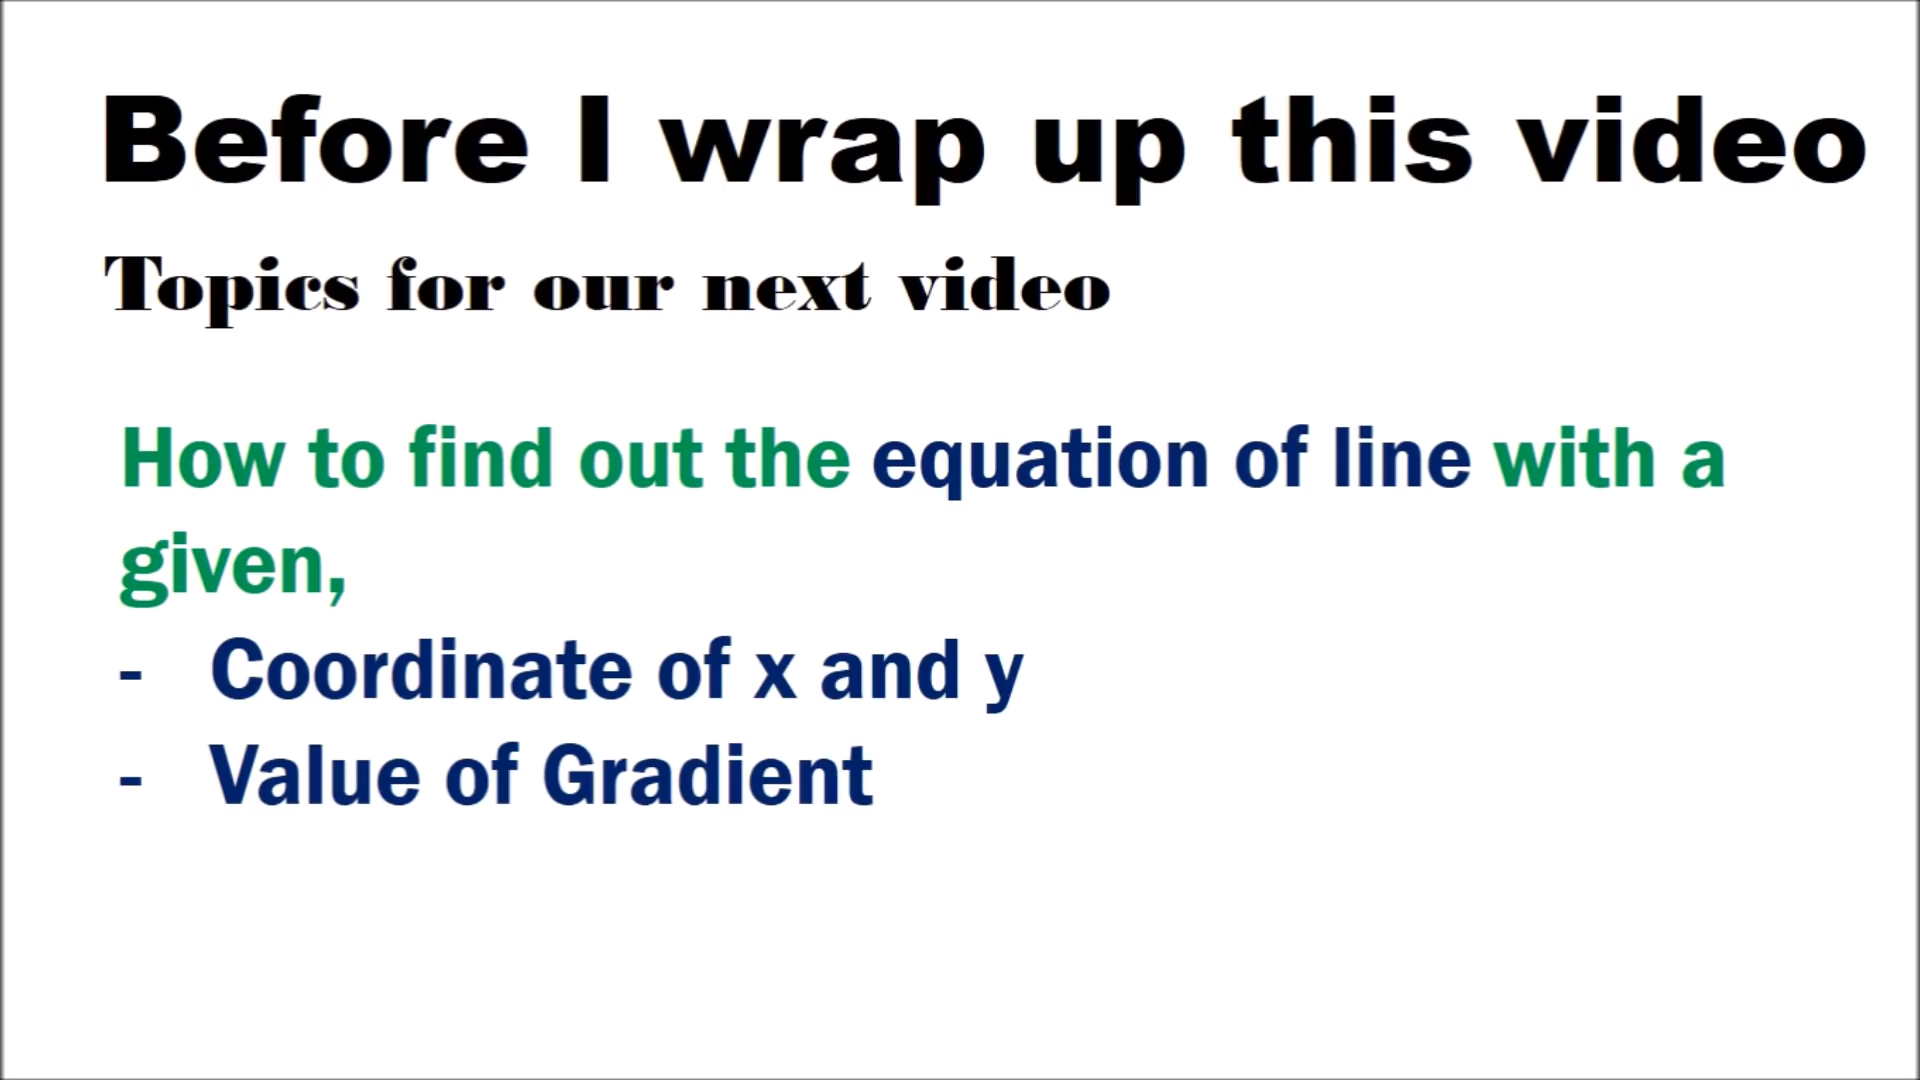 Before I wrap up this video
Topics for our next video
How to find out the equation of line with a
given,
- Coordinate of x and y
- Value of Gradient